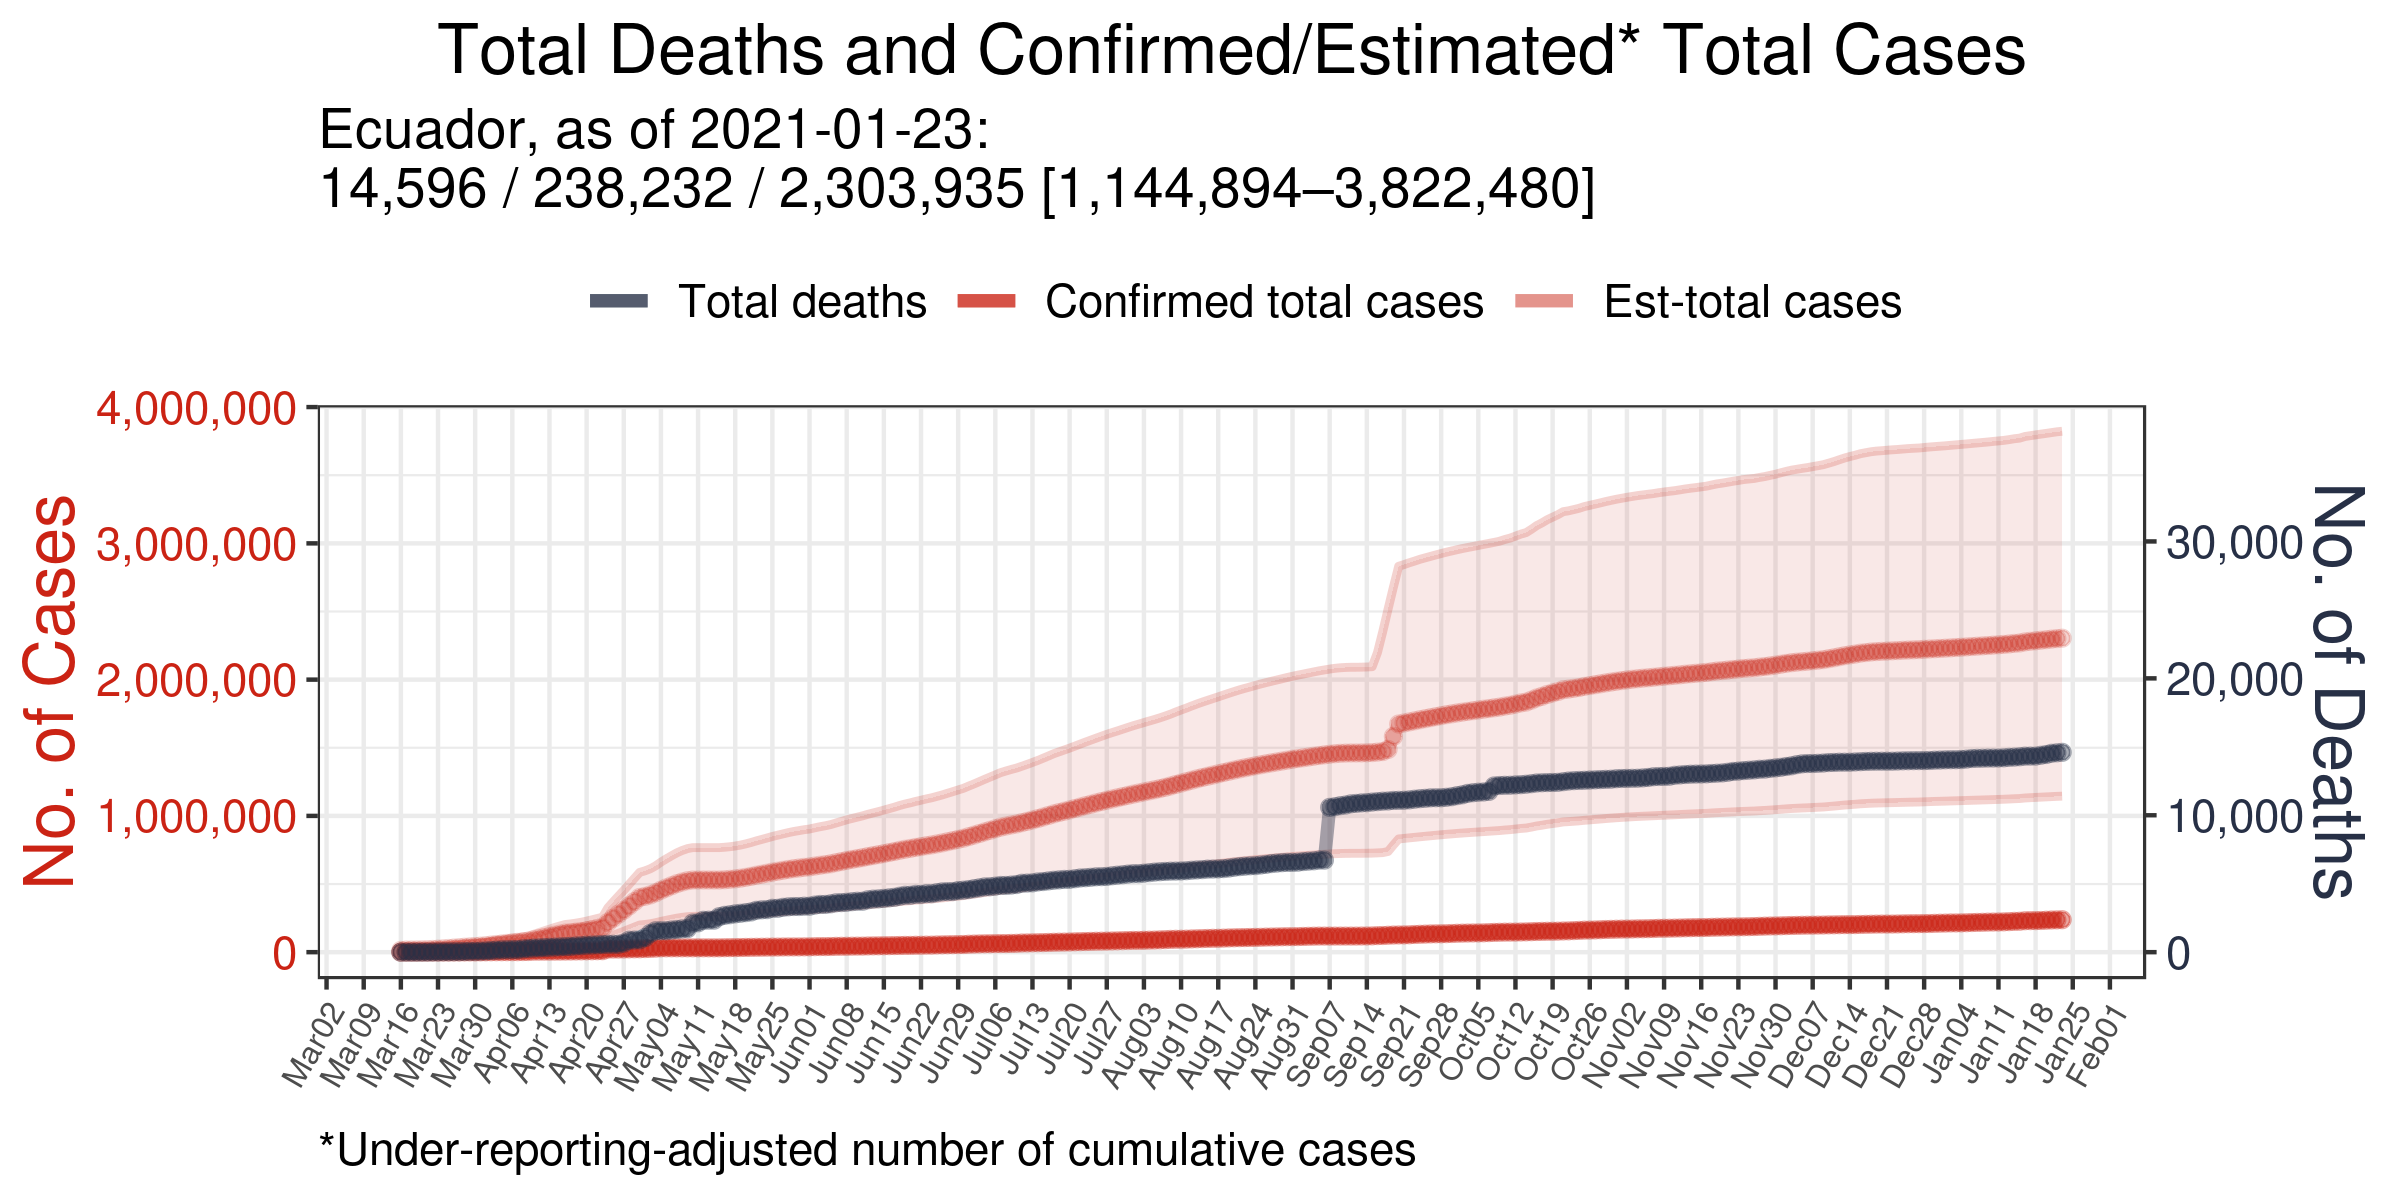 Total Deaths and Confirmed/Estimated* Total Cases
Ecuador, as of 2021-01-23:
14,596 / 238,232 / 2,303,935 [1,144,894–3,822,480]
Total deaths
Confirmed total cases
Est-total cases
No. of Cases
4,000,000
3,000,000
2,000,000
1,000,000
0
30,000
20,000
10,000
0
No. of Deaths
Mar02
Mar09
Mar16
Mar23
Mar30
Apr06
Apr13
Apr20
Apr27
May04
May11
May18
May25
Jun01
Jun08
Jun15
Jun22
Jun29
Jul06
Jul13
Jul20
Jul27
Aug03
Aug10
Aug17
Aug24
Aug31
Sep07
Sep14
Sep21
Sep28
Oct05
Oct12
Oct19
Oct26
Nov02
Nov09
Nov16
Nov23
Nov30
Dec07
Dec14
Dec21
Dec28
Jan04
Jan11
Jan18
Jan25
Feb01
*Under-reporting-adjusted number of cumulative cases